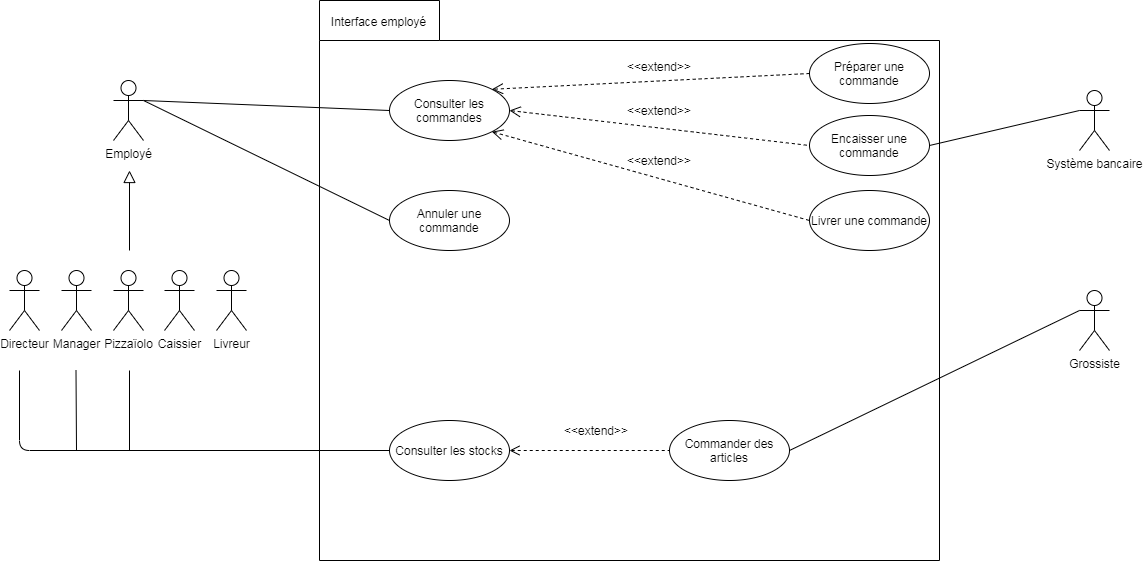 Interface employé
<<extend>>
Préparer une
commande
Consulter les
commandes
<<extend>>
Encaisser une
commande
Employé
Système bancaire
<<extend>>
Annuler une
commande
Livrer une commande
Directeur
Manager
Pizzaïolo
Caissier
Livreur
Grossiste
<<extend>>
Consulter les stocks
Commander des
articles